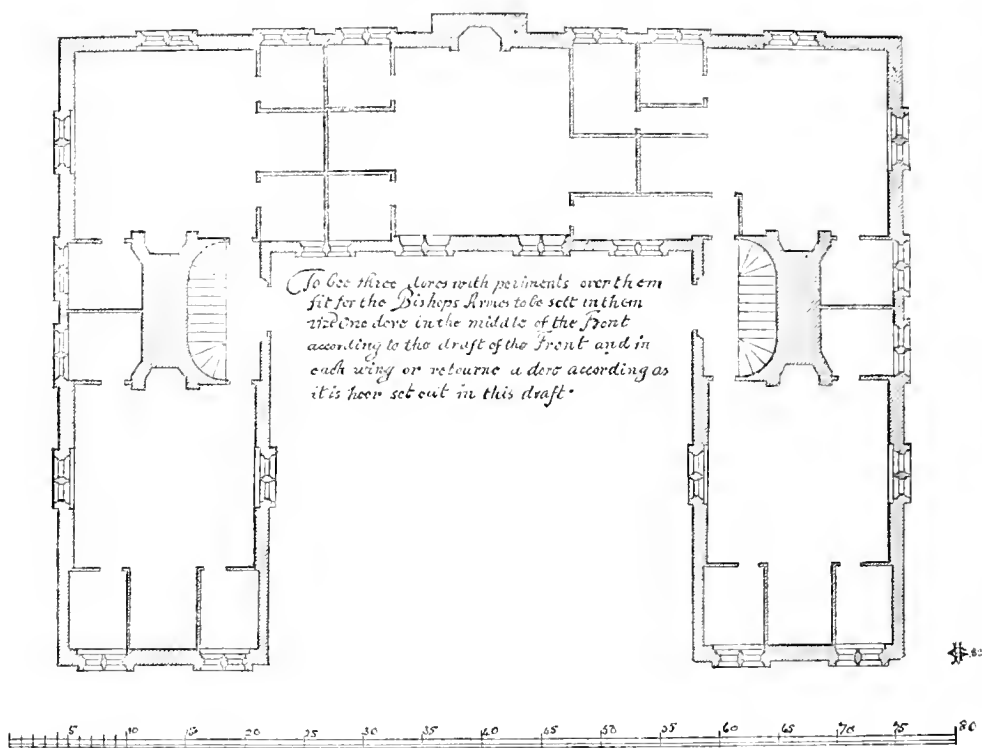 To bee three dores with pediments over them
fit for the Bishops Armes to be sett in them
vizd One dore in the middle of the Front
according to the draft of the Front and in
each wing or retourne a dore according as
it is heer set out in this draft.
5 10 15 20 25 30 35 40 45 50 55 60 65 70 75 80